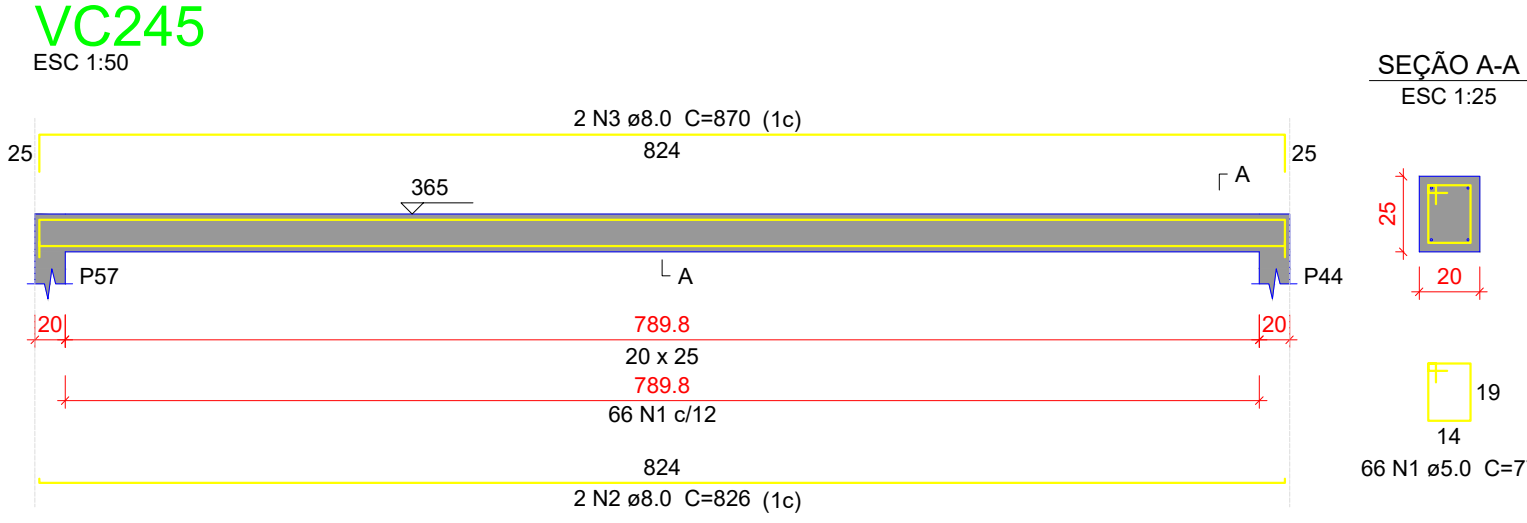 VC245
ESC 1:50
SEÇÃO A-A
ESC 1:25
2 N3 ø8.0 C=870 (1c)
25
824
25
A
365
25
P57
A
P44
20
20
789.8
20
20 x 25
789.8
66 N1 c/12
19
14
824
66 N1 ø5.0 C=7
2 N2 ø8.0 C=826 (1c)